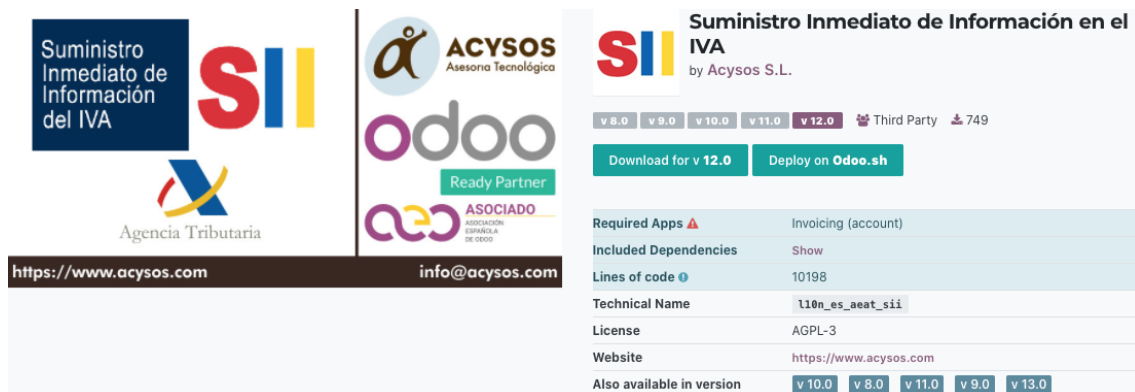 Suministro
Inmediato de
Información
del IVA
SII
Agencia Tributaria
ACYSOS
Asesoría Tecnológica
odoo
Ready Partner
aeo
ASOCIADO
ASOCIACIÓN
ESPAÑOLA
DE ODOO
https://www.acysos.com
info@acysos.com
SII
Suministro Inmediato de Información en el
IVA
by Acysos S.L.
v 8.0 v 9.0 v 10.0 v 11.0 v 12.0 Third Party 749
Download for v 12.0 Deploy on Odoo.sh
Required Apps Invoicing (account)
Included Dependencies Show
Lines of code 10198
Technical Name l10n_es_aeat_sii
License AGPL-3
Website https://www.acysos.com
Also available in version v 10.0 v 8.0 v 11.0 v 9.0 v 13.0